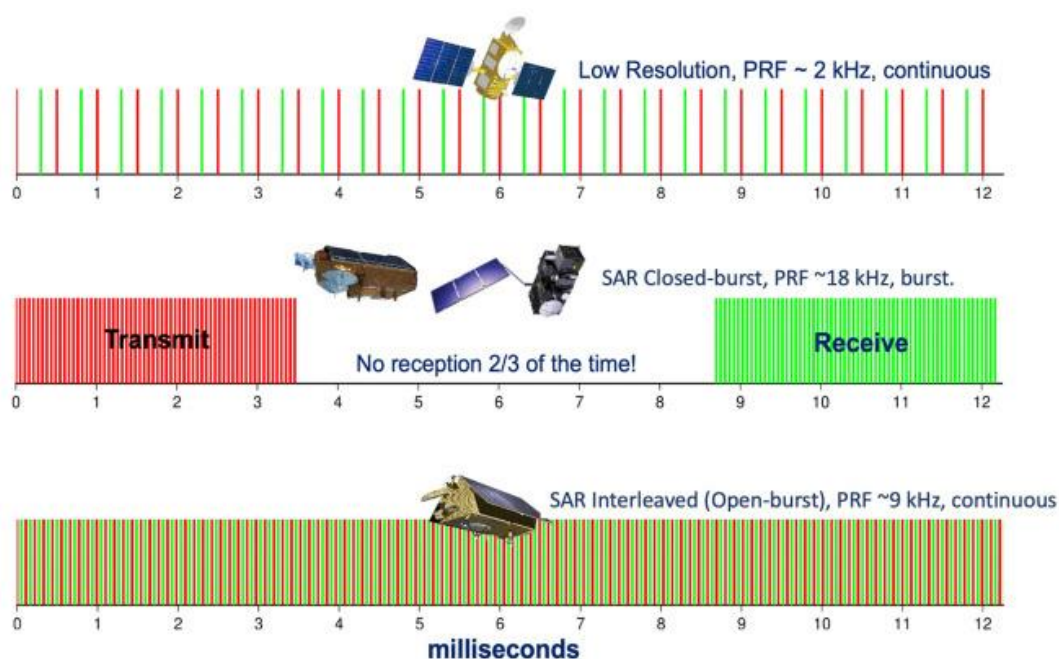 Low Resolution, PRF ~ 2 kHz, continuous
0 1 2 3 4 5 6 7 8 9 10 11 12
SAR Closed-burst, PRF ~18 kHz, burst.
Transmit
Receive
No reception 2/3 of the time!
0 1 2 3 4 5 6 7 8 9 10 11 12
SAR Interleaved (Open-burst), PRF ~9 kHz, continuous
0 1 2 3 4 5 6 7 8 9 10 11 12
milliseconds